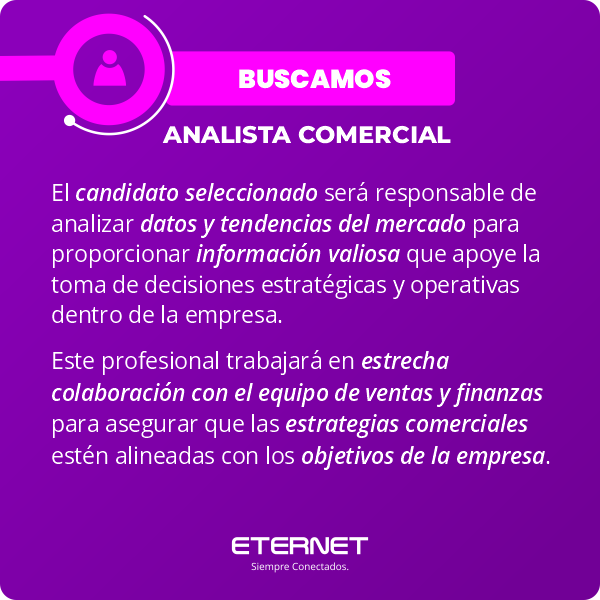 BUSCAMOS
ANALISTA COMERCIAL
El candidato seleccionado será responsable de
analizar datos y tendencias del mercado para
proporcionar información valiosa que apoye la
toma de decisiones estratégicas y operativas
dentro de la empresa.
Este profesional trabajará en estrecha
colaboración con el equipo de ventas y finanzas
para asegurar que las estrategias comerciales
estén alineadas con los objetivos de la empresa.
ETERNET
Siempre Conectados.